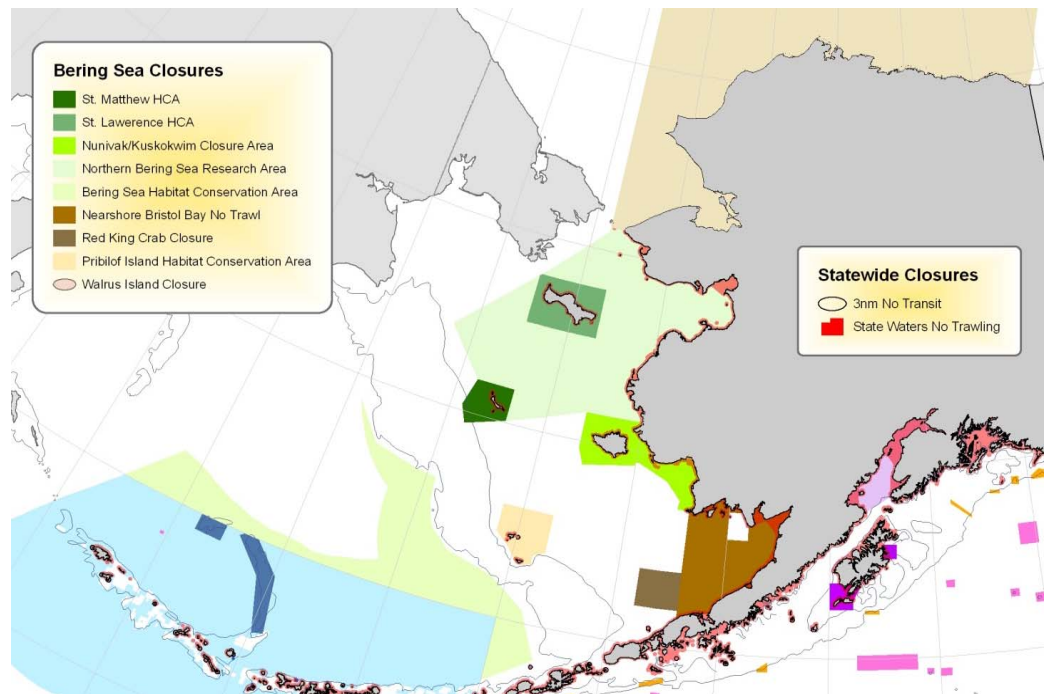 Bering Sea Closures
St. Matthew HCA
St. Lawerence HCA
Nunivak/Kuskokwim Closure Area
Northern Bering Sea Research Area
Bering Sea Habitat Conservation Area
Nearshore Bristol Bay No Trawl
Red King Crab Closure
Pribilof Island Habitat Conservation Area
Walrus Island Closure
Statewide Closures
3nm No Transit
State Waters No Trawling